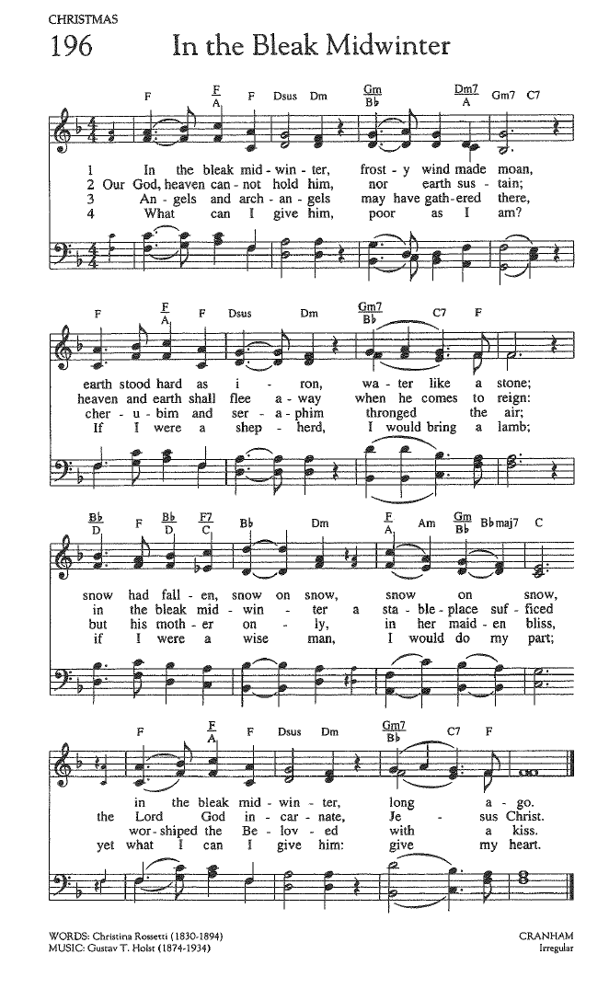 CHRISTMAS
196 In the Bleak Midwinter
F F/A F Dsus Dm Gm/Bb Dm7/A Gm7 C7
1 In the bleak mid - win - ter, frost - y wind made moan,
2 Our God, heaven can - not hold him, nor earth sus - tain;
3 An - gels and arch - an - gels may have gath - ered there,
4 What can I give him, poor as I am?
F F/A F Dsus Dm Gm7/Bb C7 F
earth stood hard as i - ron, wa - ter like a stone;
heaven and earth shall flee a - way when he comes to reign:
cher - u - bim and ser - a - phim thronged the air;
If I were a shep - herd, I would bring a lamb;
Bb/D F Bb/D F7/C Bb Dm F/A Am Gm/Bb Bbmaj7 C
snow had fall - en, snow on snow, snow on snow,
in the bleak mid - win - ter a sta - ble - place suf - ficed
but his moth - er on - ly, in her maid - en bliss,
if I were a wise man, I would do my part;
F F/A F Dsus Dm Gm7/Bb C7 F
in the bleak mid - win - ter, long a - go.
the Lord God in - car - nate, Je - sus Christ.
wor - shiped the Be - lov - ed with a kiss.
yet what I can I give him: give my heart.
WORDS: Christina Rossetti (1830-1894) CRANHAM
MUSIC: Gustav T. Holst (1874-1934) Irregular